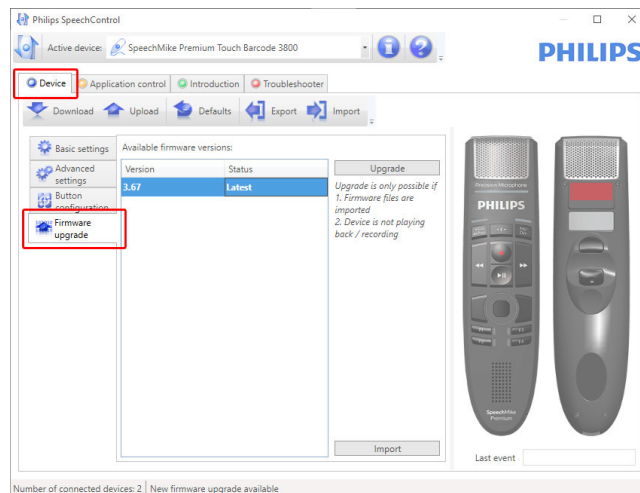 Philips SpeechControl
Active device: SpeechMike Premium Touch Barcode 3800
PHILIPS
Device Application control Introduction Troubleshooter
Download Upload Defaults Export Import
Basic settings
Advanced
settings
Button
configuration
Firmware
upgrade
Available firmware versions:
Version Status
3.67 Latest
Upgrade
Upgrade is only possible if
1. Firmware files are
imported
2. Device is not playing
back / recording
Import
Precision Microphone
PHILIPS
SpeechMike
Premium
Last event
Number of connected devices: 2 New firmware upgrade available